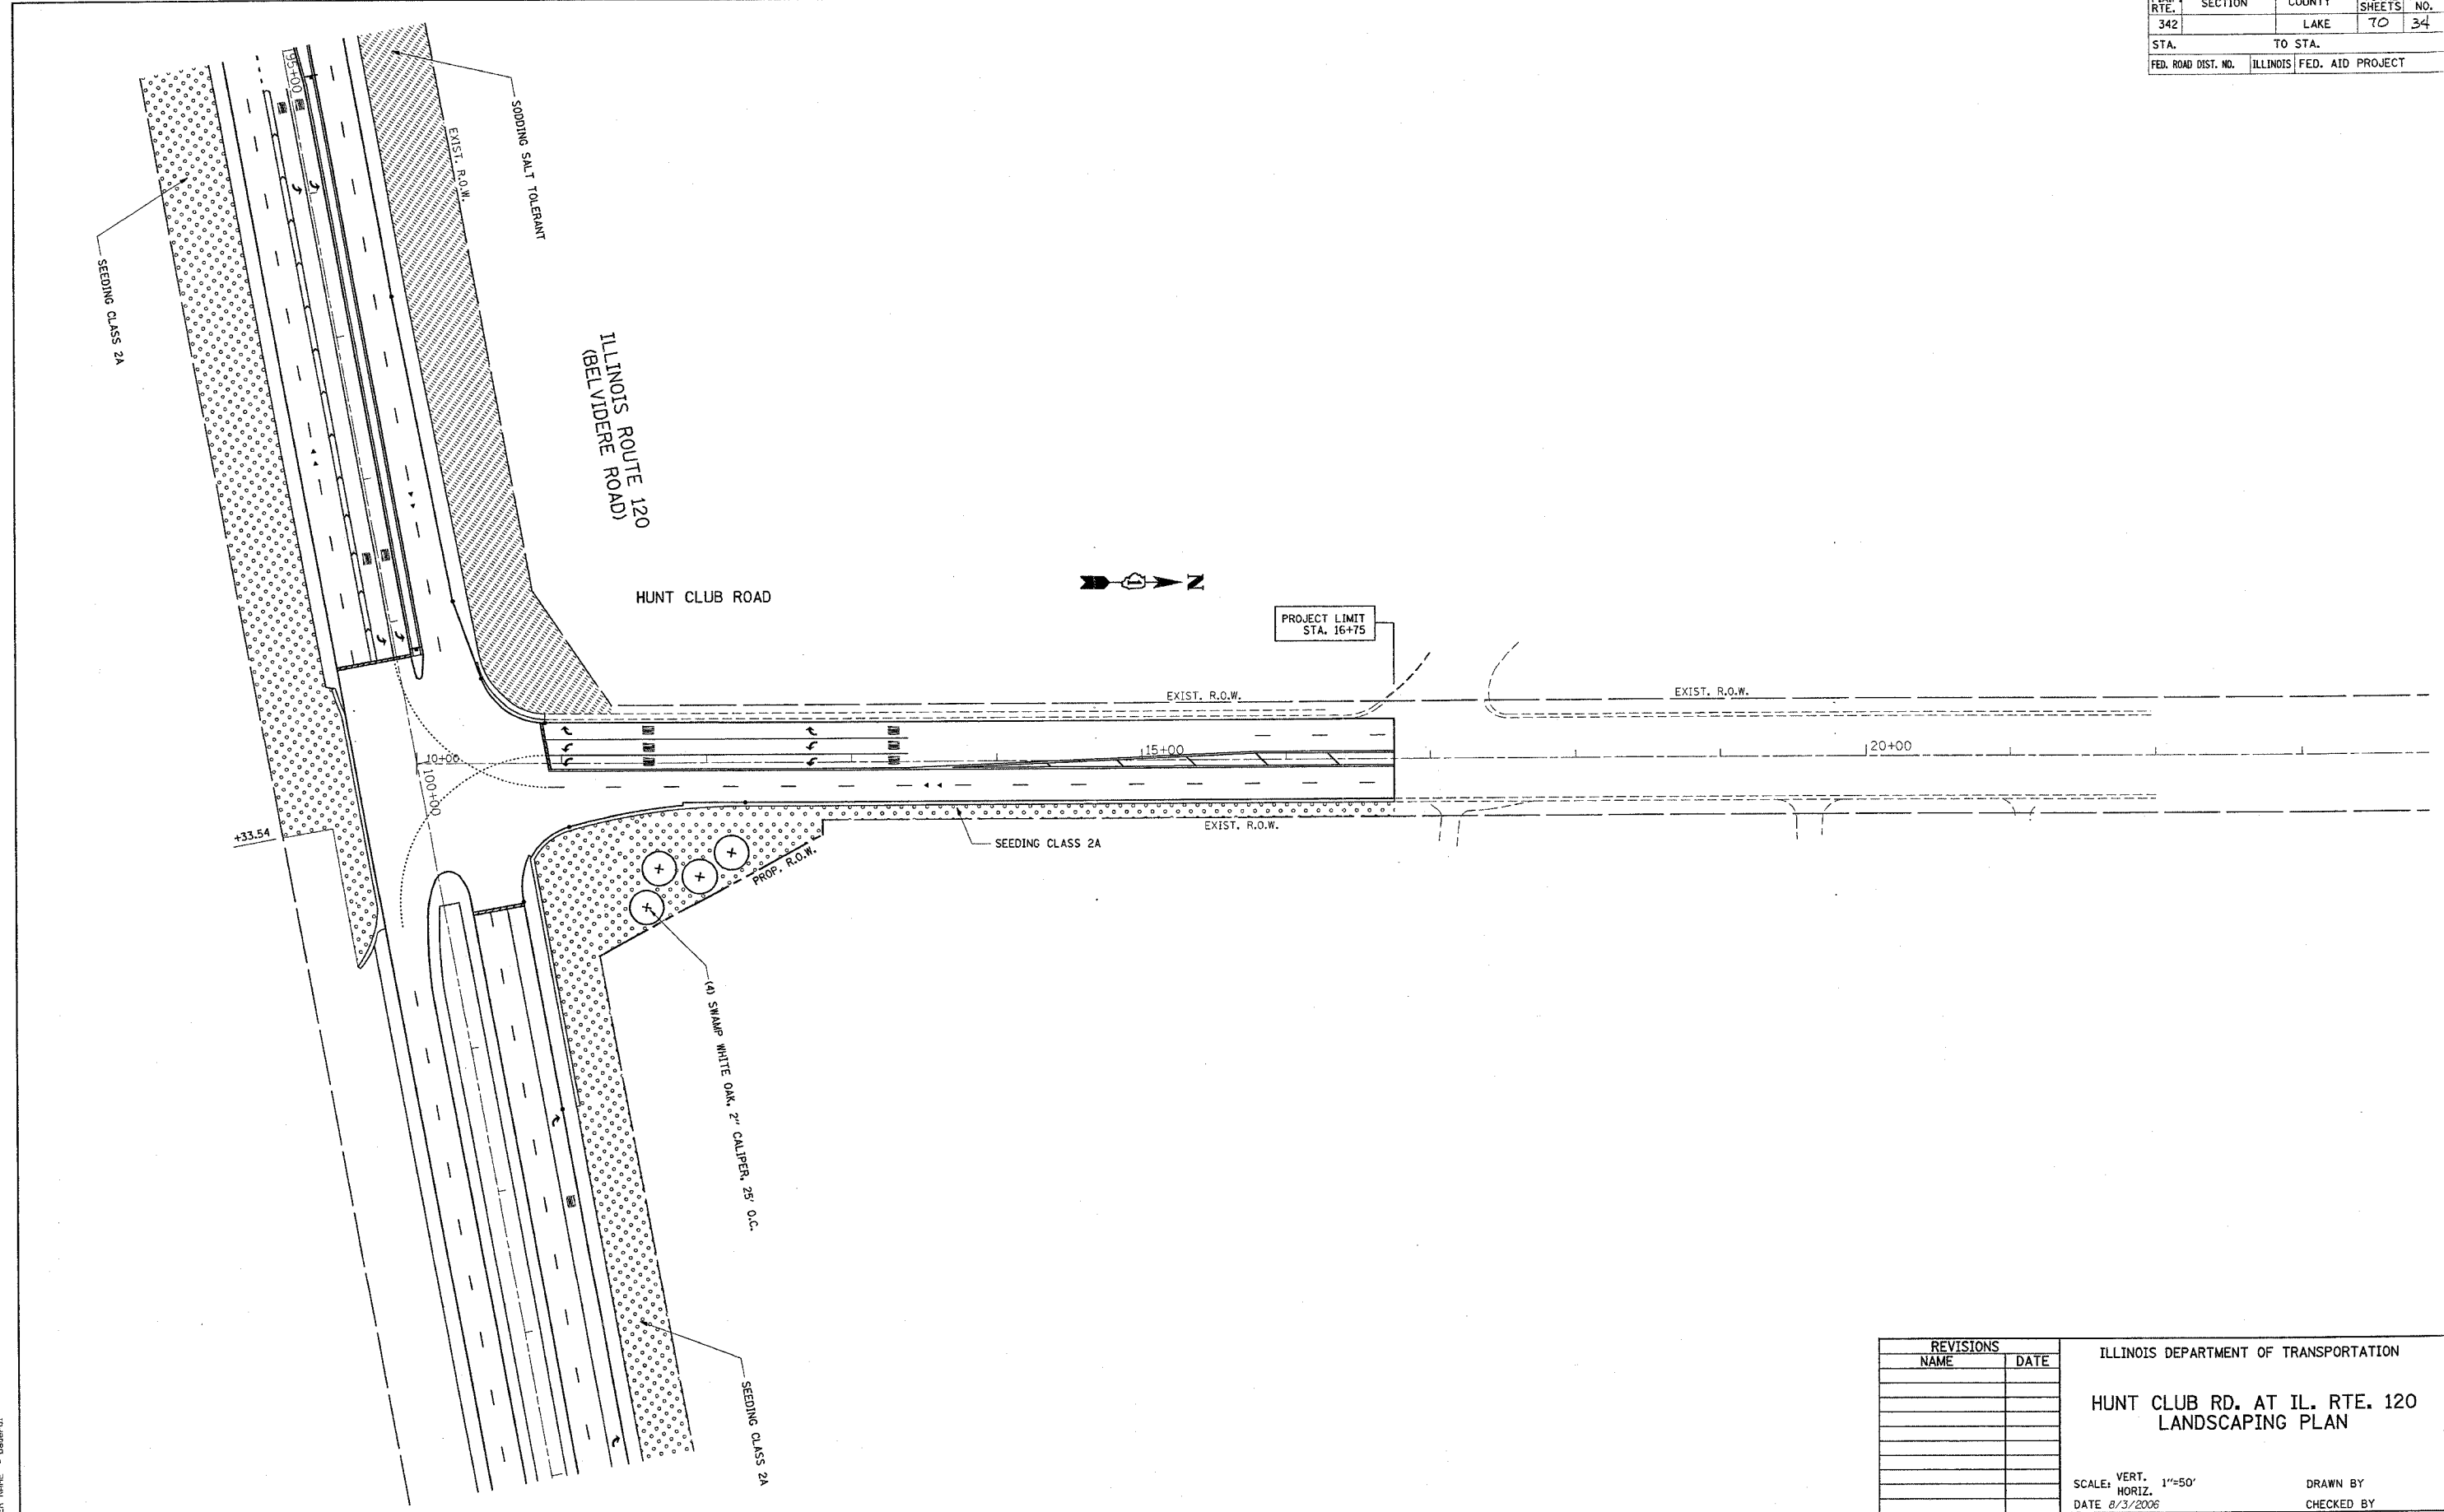 RTE.
SECTION
COUNTY
SHEETS
NO.
342
LAKE
70
34
STA.
TO STA.
FED. ROAD DIST. NO.
ILLINOIS
FED. AID PROJECT
95+00
SODDING SALT TOLERANT
EXIST. R.O.W.
SEEDING CLASS 2A
ILLINOIS ROUTE 120
(BELVIDERE ROAD)
HUNT CLUB ROAD
1
N
PROJECT LIMIT
STA. 16+75
EXIST. R.O.W.
EXIST. R.O.W.
10+00
100+00
15+00
20+00
+33.54
EXIST. R.O.W.
SEEDING CLASS 2A
PROP. R.O.W.
(4) SWAMP WHITE OAK, 2" CALIPER, 25' O.C.
SEEDING CLASS 2A
REVISIONS
NAME
DATE
ILLINOIS DEPARTMENT OF TRANSPORTATION
HUNT CLUB RD. AT IL. RTE. 120
LANDSCAPING PLAN
SCALE: VERT. 1"=50'
HORIZ.
DRAWN BY
DATE 8/3/2006
CHECKED BY